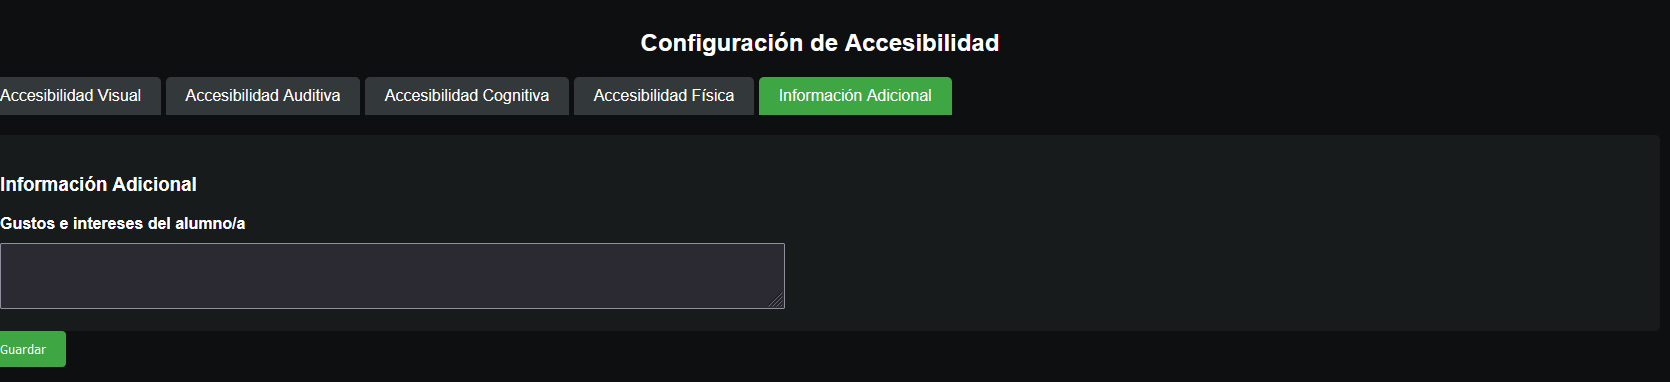 Configuración de Accesibilidad
Accesibilidad Visual Accesibilidad Auditiva Accesibilidad Cognitiva Accesibilidad Física Información Adicional
Información Adicional
Gustos e intereses del alumno/a
Guardar